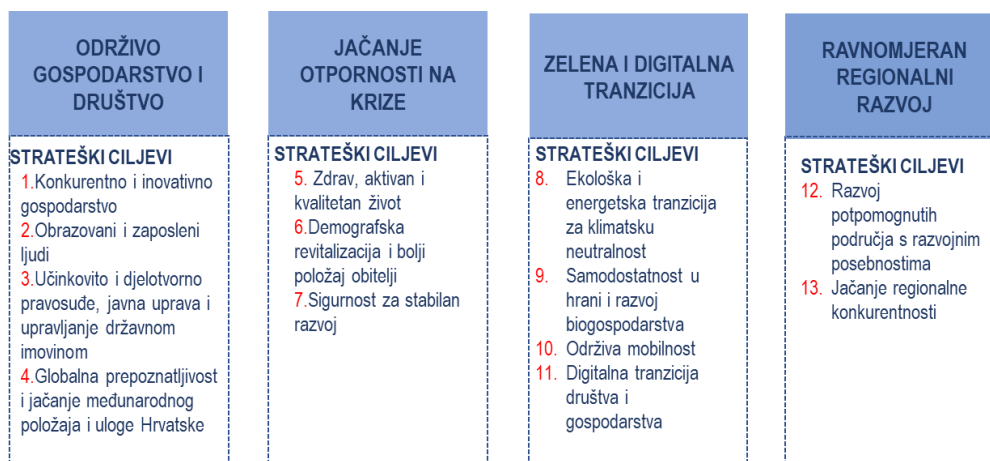 ODRŽIVO
GOSPODARSTVO I
DRUŠTVO
STRATEŠKI CILJEVI
1.Konkurentno i inovativno
gospodarstvo
2.Obrazovani i zaposleni
ljudi
3.Učinkovito i djelotvorno
pravosuđe, javna uprava i
upravljanje državnom
imovinom
4.Globalna prepoznatljivost
i jačanje međunarodnog
položaja i uloge Hrvatske
JAČANJE
OTPORNOSTI NA
KRIZE
STRATEŠKI CILJEVI
5. Zdrav, aktivan i
kvalitetan život
6.Demografska
revitalizacija i bolji
položaj obitelji
7.Sigurnost za stabilan
razvoj
ZELENA I DIGITALNA
TRANZICIJA
STRATEŠKI CILJEVI
8. Ekološka i
energetska tranzicija
za klimatsku
neutralnost
9. Samodostatnost u
hrani i razvoj
biogospodarstva
10. Održiva mobilnost
11. Digitalna tranzicija
društva i
gospodarstva
RAVNOMJERAN
REGIONALNI
RAZVOJ
STRATEŠKI CILJEVI
12. Razvoj
potpomognutih
područja s razvojnim
posebnostima
13. Jačanje regionalne
konkurentnosti